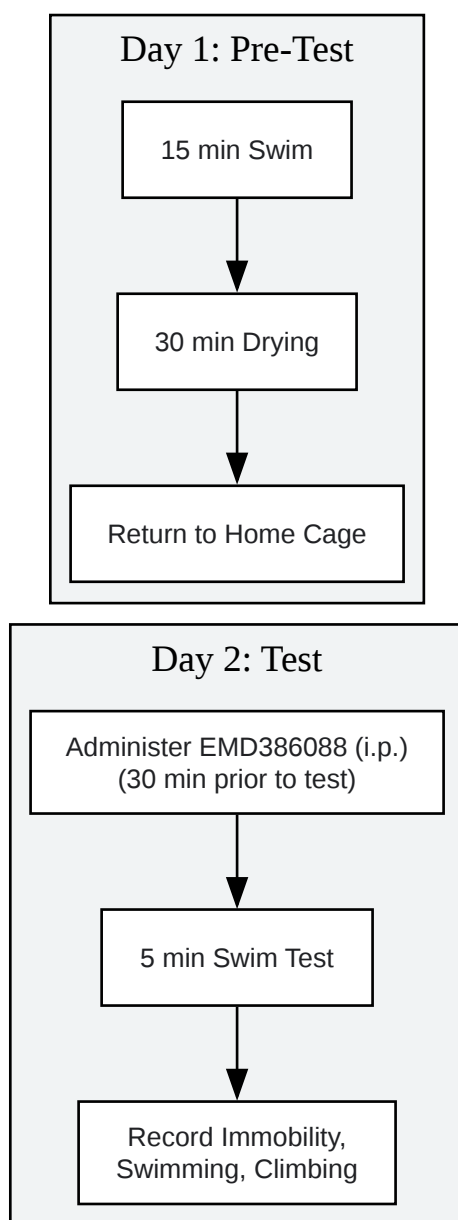 Day 1: Pre-Test
15 min Swim
30 min Drying
Return to Home Cage
Day 2: Test
Administer EMD386088 (i.p.)
(30 min prior to test)
5 min Swim Test
Record Immobility,
Swimming, Climbing